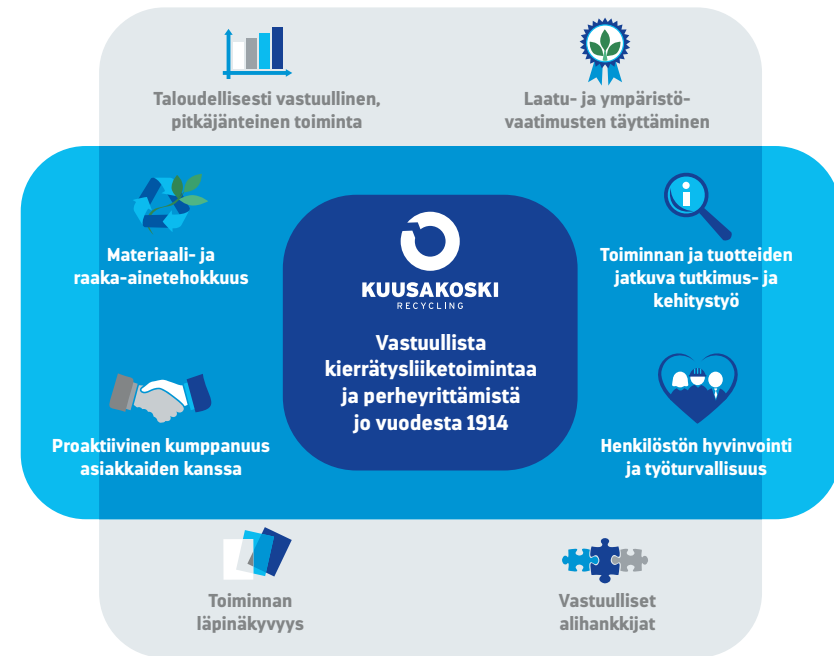 Taloudellisesti vastuullinen,
pitkäjänteinen toiminta
Laatu- ja ympäristö-
vaatimusten täyttäminen
Materiaali- ja
raaka-ainetehokkuus
Toiminnan ja tuotteiden
jatkuva tutkimus- ja
kehitystyö
KUUSAKOSKI
RECYCLING
Vastuullista
kierrätysliiketoimintaa
ja perheyrittämistä
jo vuodesta 1914
Proaktiivinen kumppanuus
asiakkaiden kanssa
Henkilöstön hyvinvointi
ja työturvallisuus
Toiminnan
läpinäkyvyys
Vastuulliset
alihankkijat